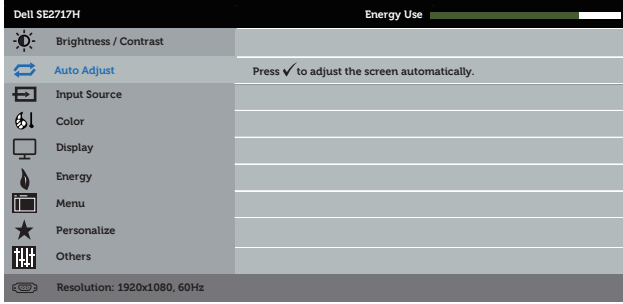 Dell SE2717H Energy Use
Brightness / Contrast
Auto Adjust Press ✓ to adjust the screen automatically.
Input Source
Color
Display
Energy
Menu
Personalize
Others
Resolution: 1920x1080, 60Hz